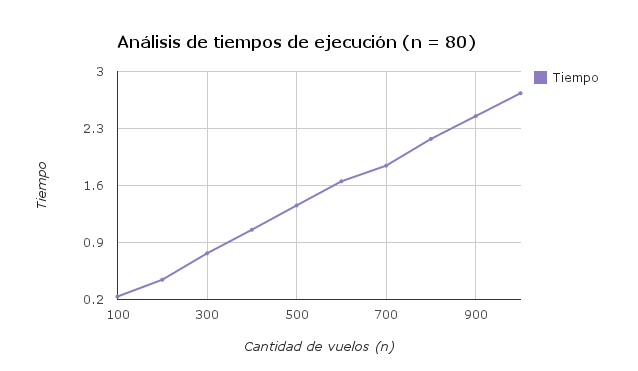 Análisis de tiempos de ejecución (n = 80)
3
2.3
1.6
0.9
0.2
Tiempo
100
300
500
700
900
Cantidad de vuelos (n)
Tiempo